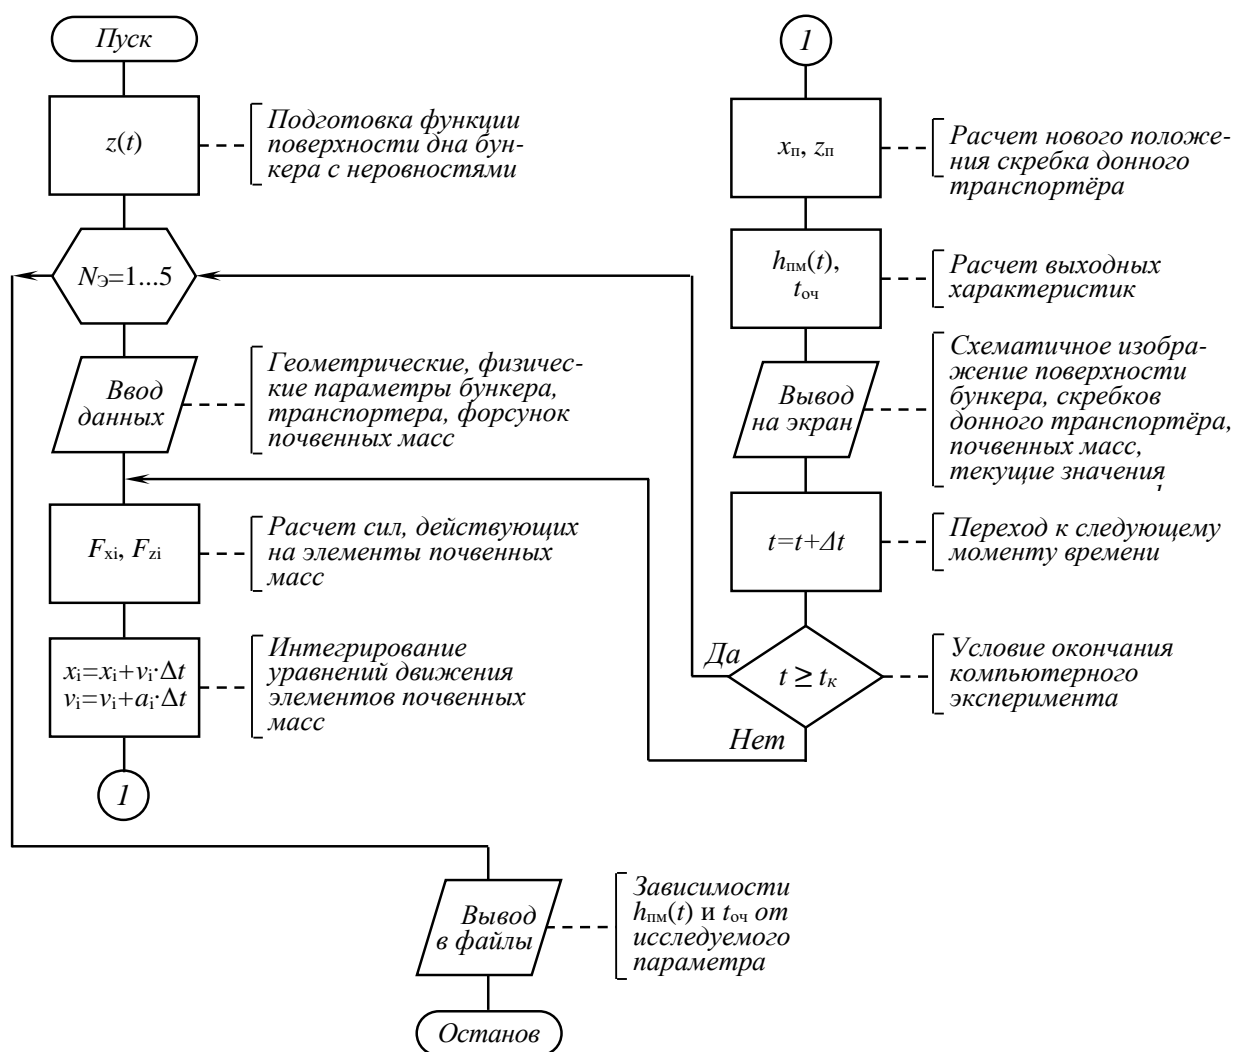 Пуск
z(t)
Подготовка функции
поверхности дна бун-
кера с неровностями
Nэ=1...5
Ввод
данных
Геометрические, физичес-
кие параметры бункера,
транспортера, форсунок
почвенных масс
Fxi, Fzi
Расчет сил, действующих
на элементы почвенных
масс
xi=xi+vi·Δt
vi=vi+ai·Δt
Интегрирование
уравнений движения
элементов почвенных
масс
1
1
xп, zп
Расчет нового положе-
ния скребка донного
транспортёра
hпм(t),
tоч
Расчет выходных
характеристик
Вывод
на экран
Схематичное изобра-
жение поверхности
бункера, скребков
донного транспортёра,
почвенных масс,
текущие значения
t=t+Δt
Переход к следующему
моменту времени
Да
t ≥ tк
Нет
Условие окончания
компьютерного
эксперимента
Вывод
в файлы
Зависимости
hпм(t) и tоч от
исследуемого
параметра
Останов